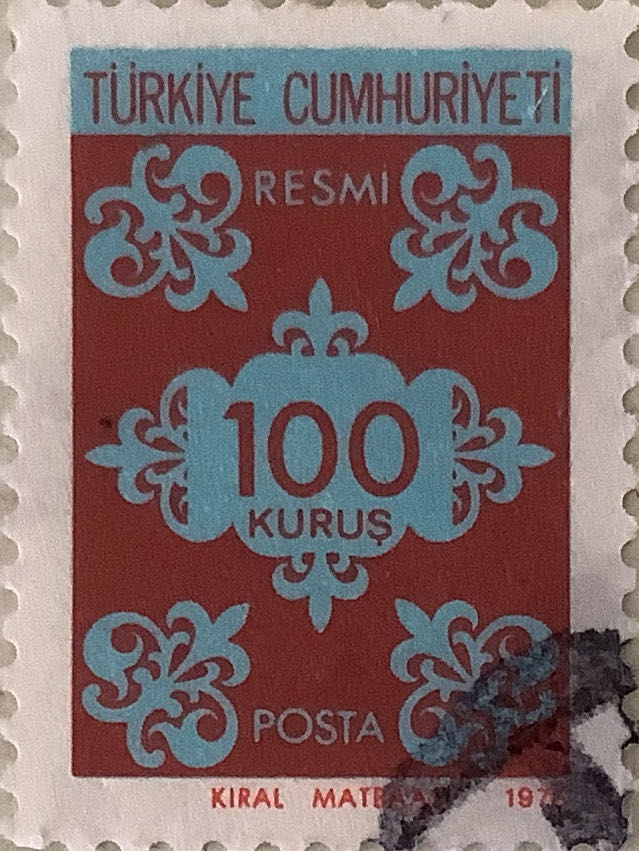 TÜRKİYE CUMHURİYETİ
RESMİ
100
KURUŞ
POSTA
KIRAL